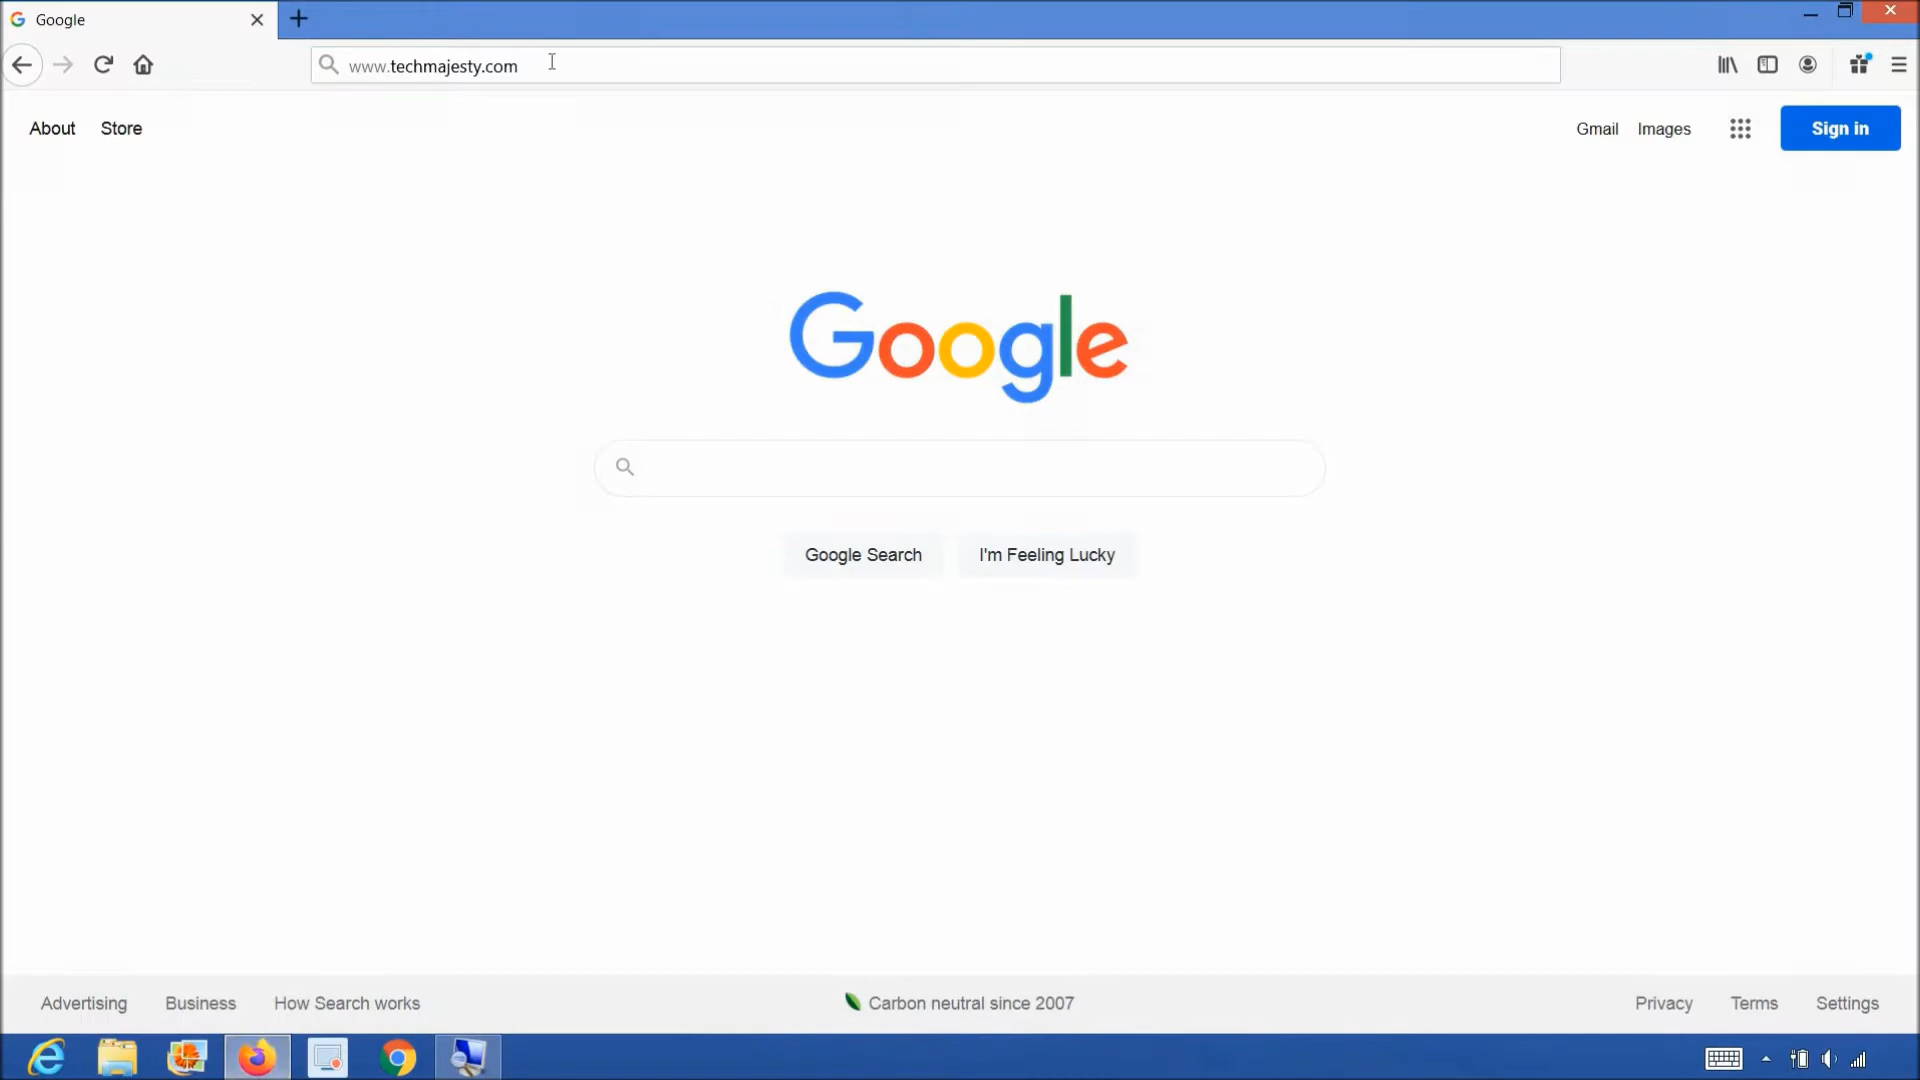 Google
www.techmajesty.com
About Store
Gmail Images Sign in
Google
Google Search I'm Feeling Lucky
Advertising Business How Search works Carbon neutral since 2007 Privacy Terms Settings